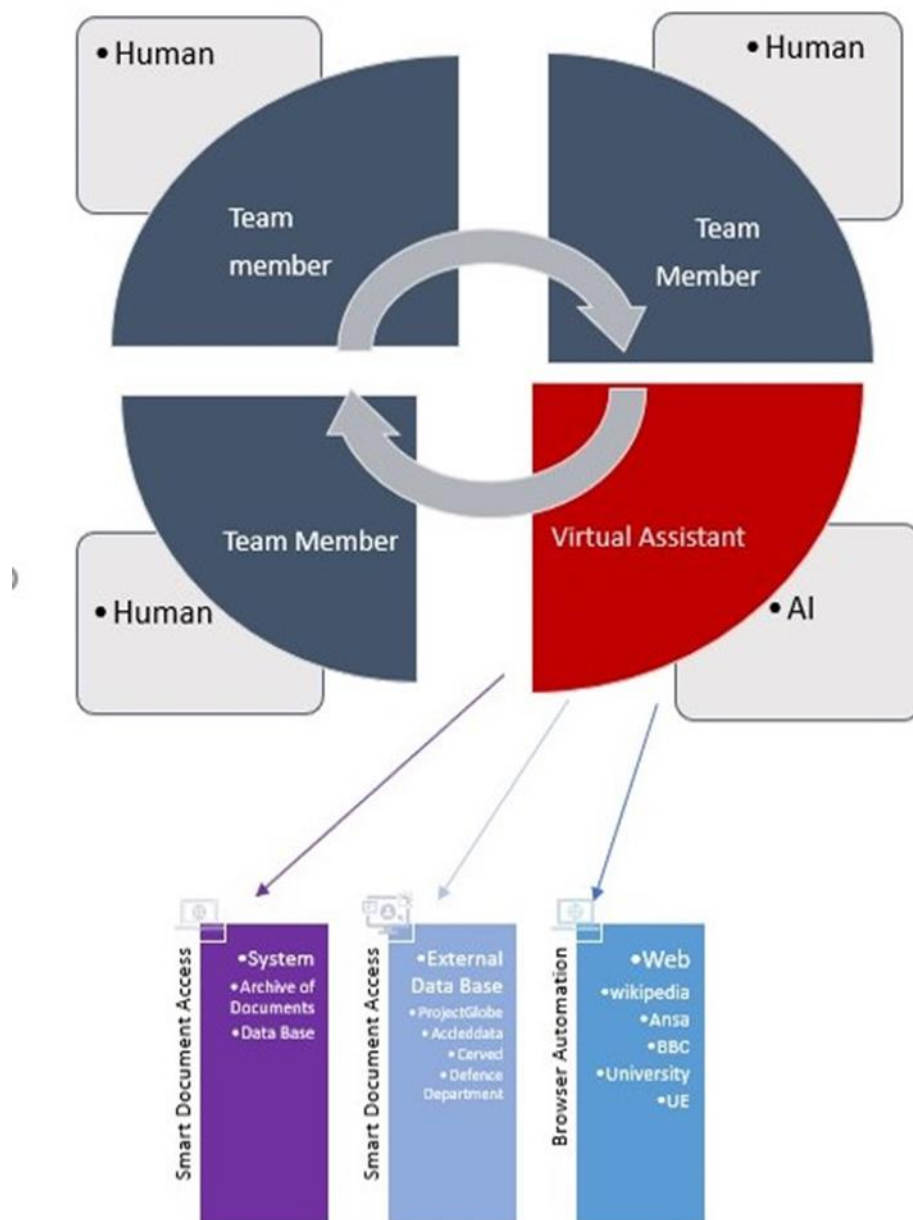 • Human
• Human
Team
member
Team
Member
Team Member
Virtual Assistant
• Human
• AI
Smart Document Access
•System
•Archive of
Documents
•Data Base
Smart Document Access
•External
Data Base
•ProjectGlobe
•Accleddata
•Cerved
•Defence
Department
Browser Automation
•Web
•wikipedia
•Ansa
•BBC
•University
•UE